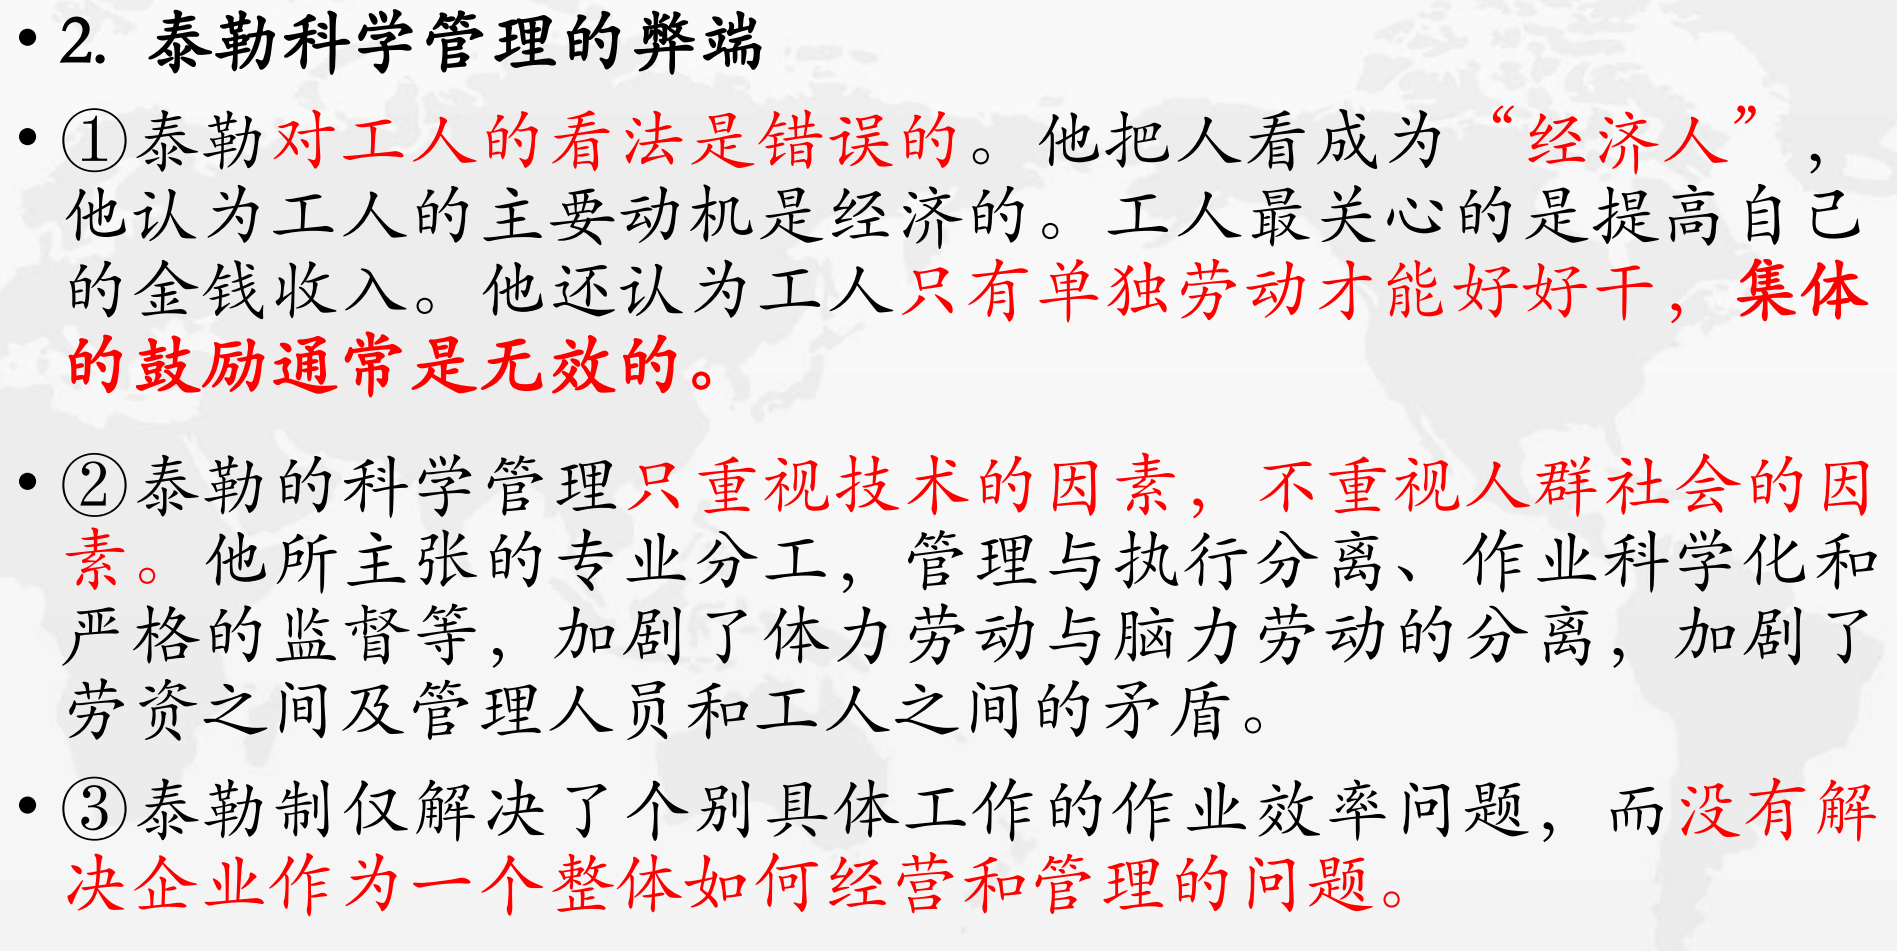 • 2. 泰勒科学管理的弊端
• ①泰勒对工人的看法是错误的。他把人看成为“经济人”，
他认为工人的主要动机是经济的。工人最关心的是提高自己
的金钱收入。他还认为工人只有单独劳动才能好好干，集体
的鼓励通常是无效的。
• ②泰勒的科学管理只重视技术的因素，不重视人群社会的因
素。他所主张的专业分工，管理与执行分离、作业科学化和
严格的监督等，加剧了体力劳动与脑力劳动的分离，加剧了
劳资之间及管理人员和工人之间的矛盾。
• ③泰勒制仅解决了个别具体工作的作业效率问题，而没有解
决企业作为一个整体如何经营和管理的问题。